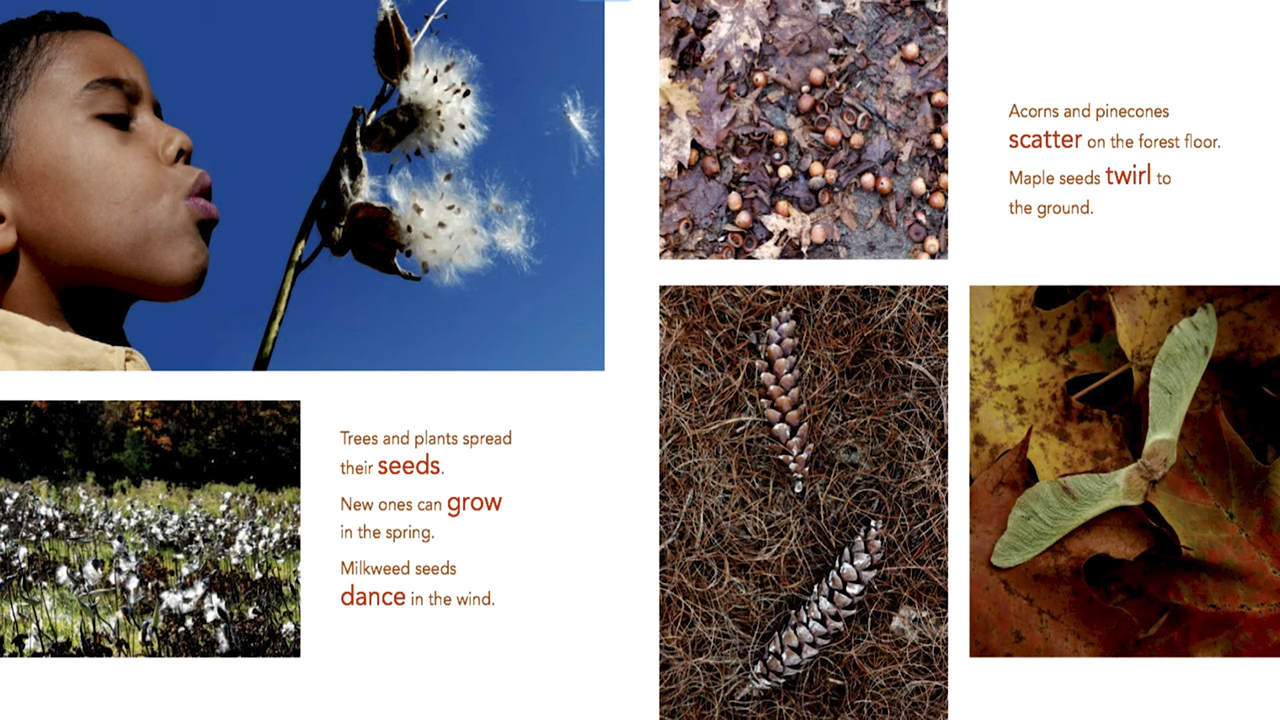 Trees and plants spread
their seeds.
New ones can grow
in the spring.
Milkweed seeds
dance in the wind.
Acorns and pinecones
scatter on the forest floor.
Maple seeds twirl to
the ground.